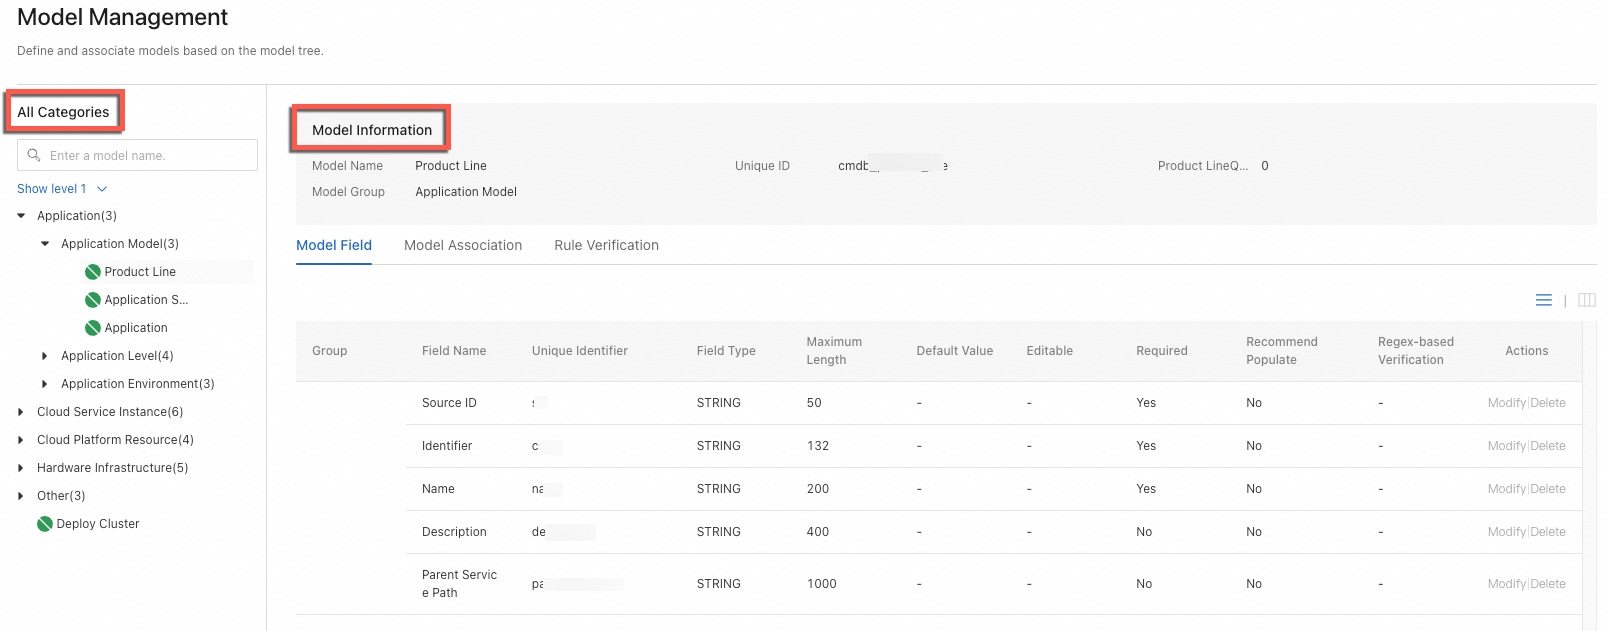 Model Management
Define and associate models based on the model tree.
All Categories
Enter a model name.
Show level 1
Application(3)
Application Model(3)
Product Line
Application S...
Application
Application Level(4)
Application Environment(3)
Cloud Service Instance(6)
Cloud Platform Resource(4)
Hardware Infrastructure(5)
Other(3)
Deploy Cluster
Model Information
Model Name Product Line Unique ID Product LineQ... 0
Model Group Application Model
Model Field Model Association Rule Verification
Group Field Name Unique Identifier Field Type Maximum Length Default Value Editable Required Recommend Populate Regex-based Verification Actions
Source ID STRING 50 - - Yes No - Modify|Delete
Identifier STRING 132 - - Yes No - Modify|Delete
Name STRING 200 - - Yes No - Modify|Delete
Description STRING 400 - - No No - Modify|Delete
Parent Servic
e Path STRING 1000 - - No No - Modify|Delete